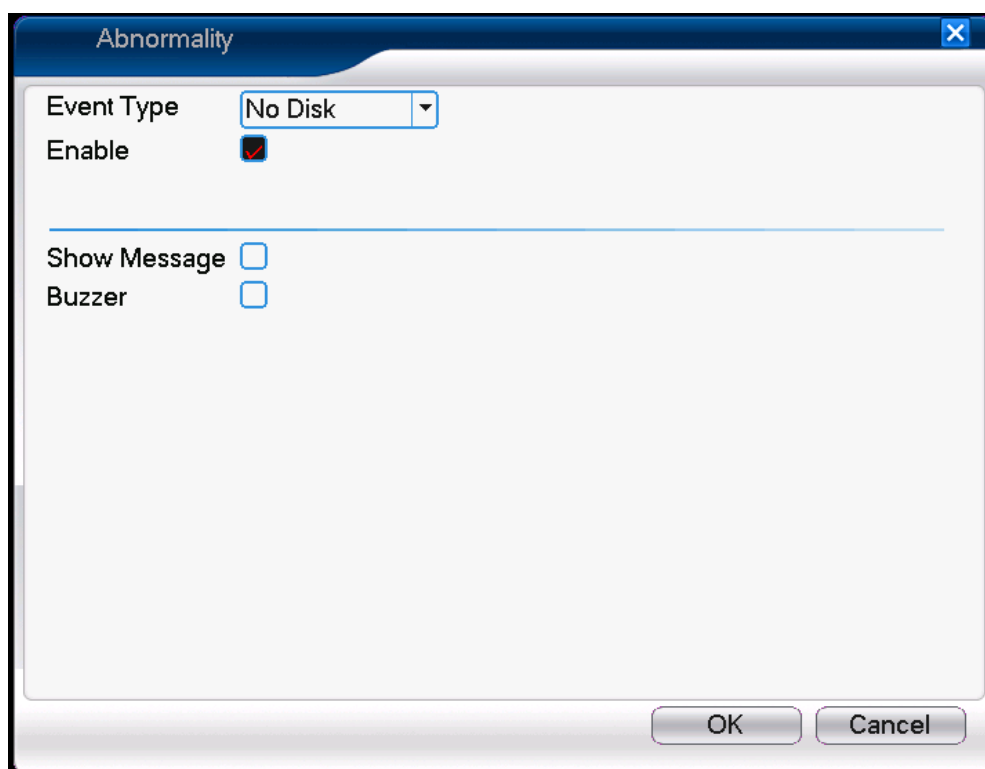 Abnormality
Event Type No Disk
Enable
Show Message
Buzzer
OK Cancel